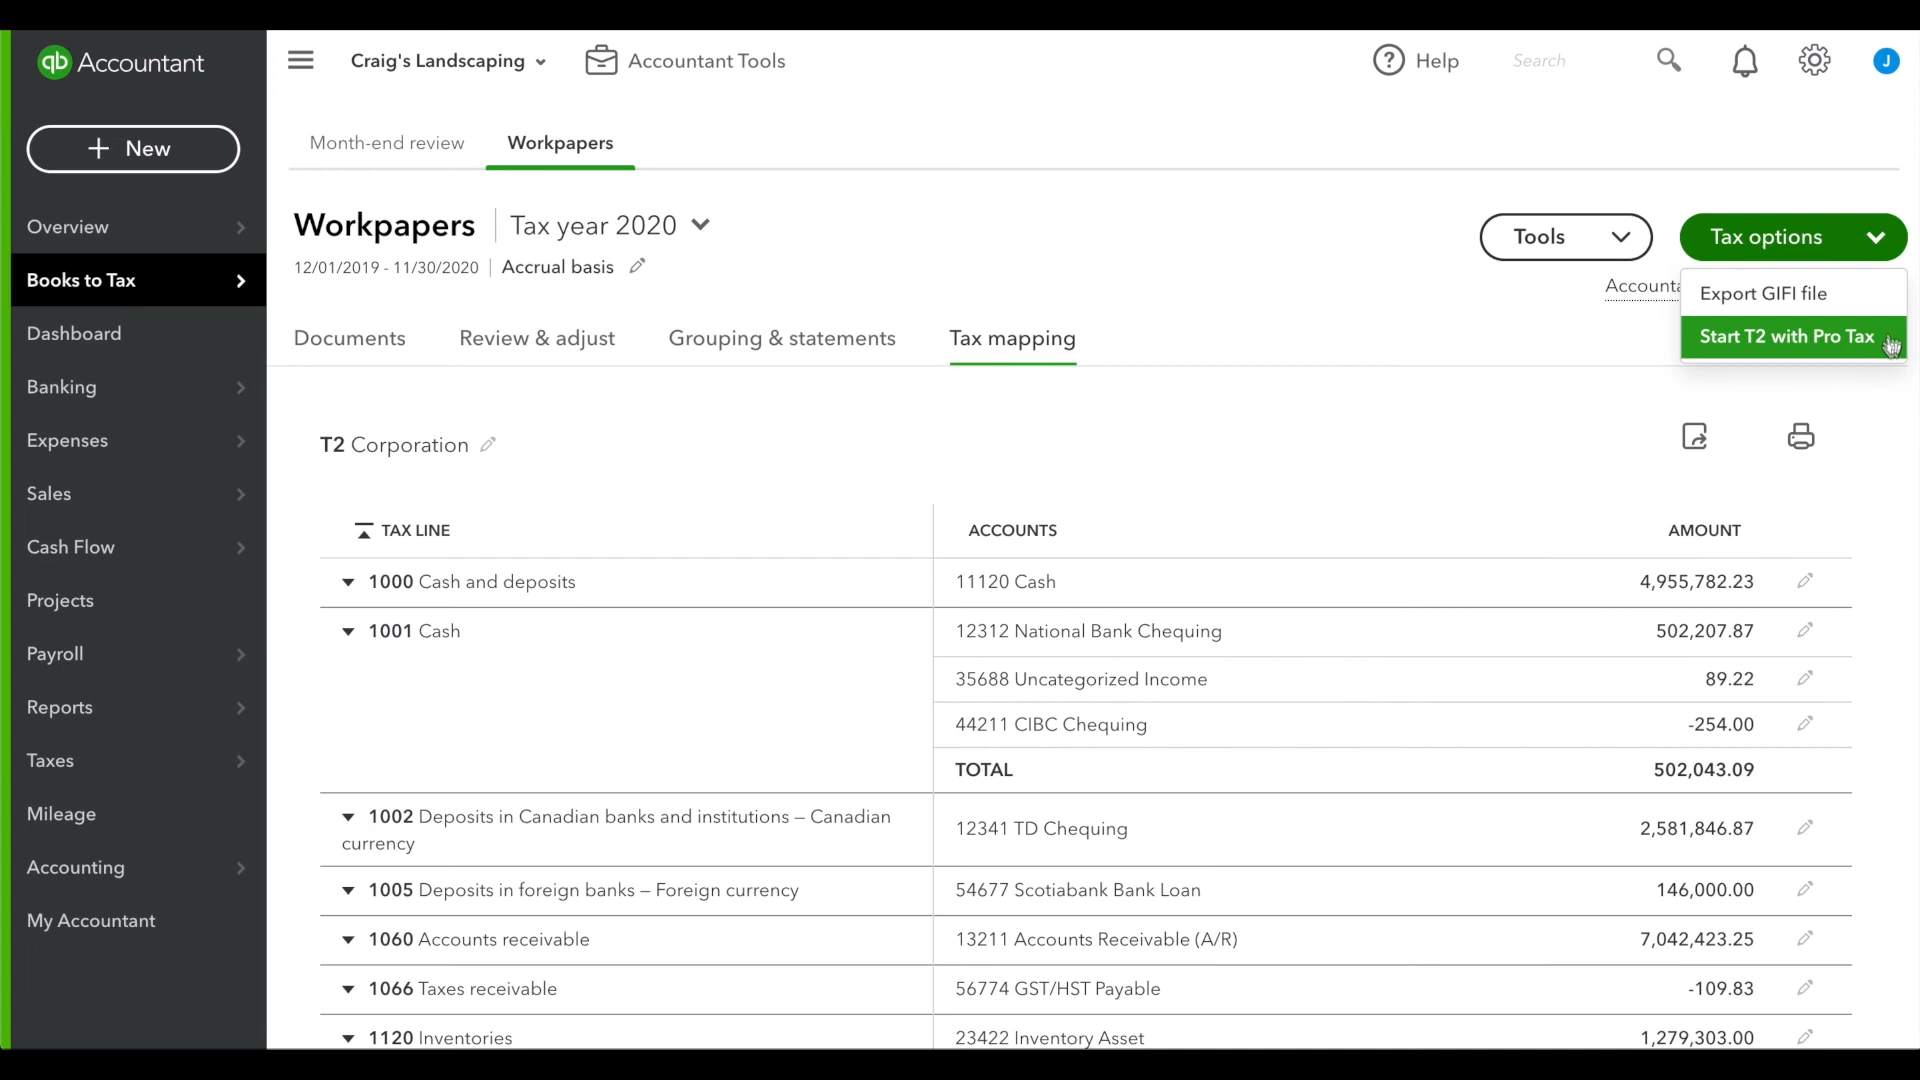 qb Accountant
Craig's Landscaping
Accountant Tools
Help
Search
J
New
Month-end review
Workpapers
Overview
Books to Tax
Dashboard
Banking
Expenses
Sales
Cash Flow
Projects
Payroll
Reports
Taxes
Mileage
Accounting
My Accountant
Workpapers
Tax year 2020
Tools
Tax options
12/01/2019 - 11/30/2020
Accrual basis
Export GIFI file
Start T2 with Pro Tax
Documents
Review & adjust
Grouping & statements
Tax mapping
T2 Corporation
TAX LINE
ACCOUNTS
AMOUNT
1000 Cash and deposits
11120 Cash
4,955,782.23
1001 Cash
12312 National Bank Chequing
502,207.87
35688 Uncategorized Income
89.22
44211 CIBC Chequing
-254.00
TOTAL
502,043.09
1002 Deposits in Canadian banks and institutions – Canadian
currency
12341 TD Chequing
2,581,846.87
1005 Deposits in foreign banks – Foreign currency
54677 Scotiabank Bank Loan
146,000.00
1060 Accounts receivable
13211 Accounts Receivable (A/R)
7,042,423.25
1066 Taxes receivable
56774 GST/HST Payable
-109.83
1120 Inventories
23422 Inventory Asset
1,279,303.00